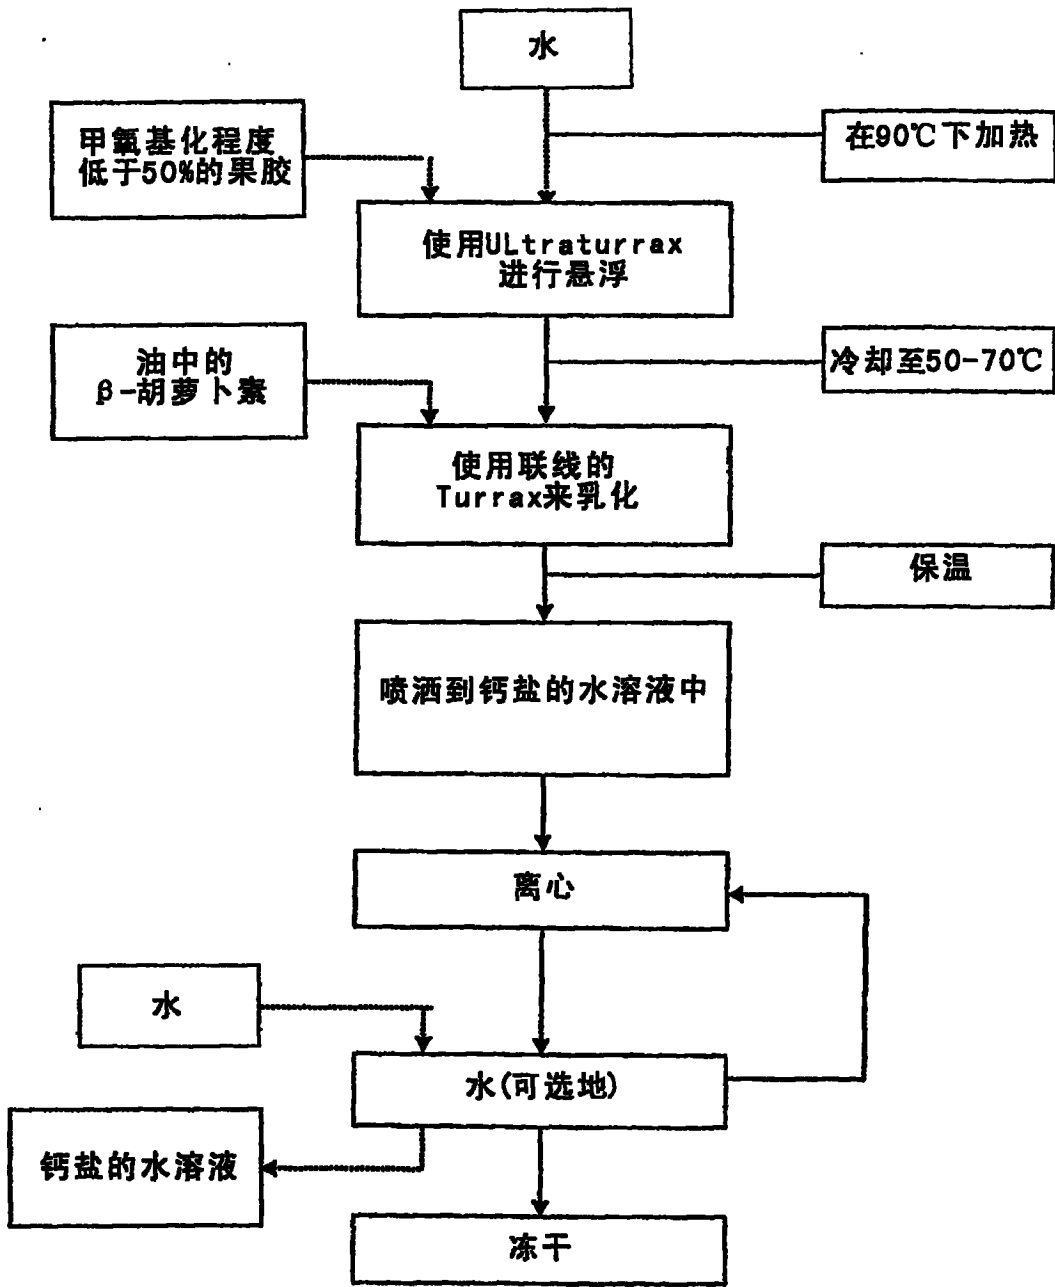 水
甲氧基化程度
低于50%的果胶
在90℃下加热
使用ULtraturrax
进行悬浮
油中的
β-胡萝卜素
冷却至50-70℃
使用联线的
Turrax来乳化
保温
喷洒到钙盐的水溶液中
离心
水
水(可选地)
钙盐的水溶液
冻干